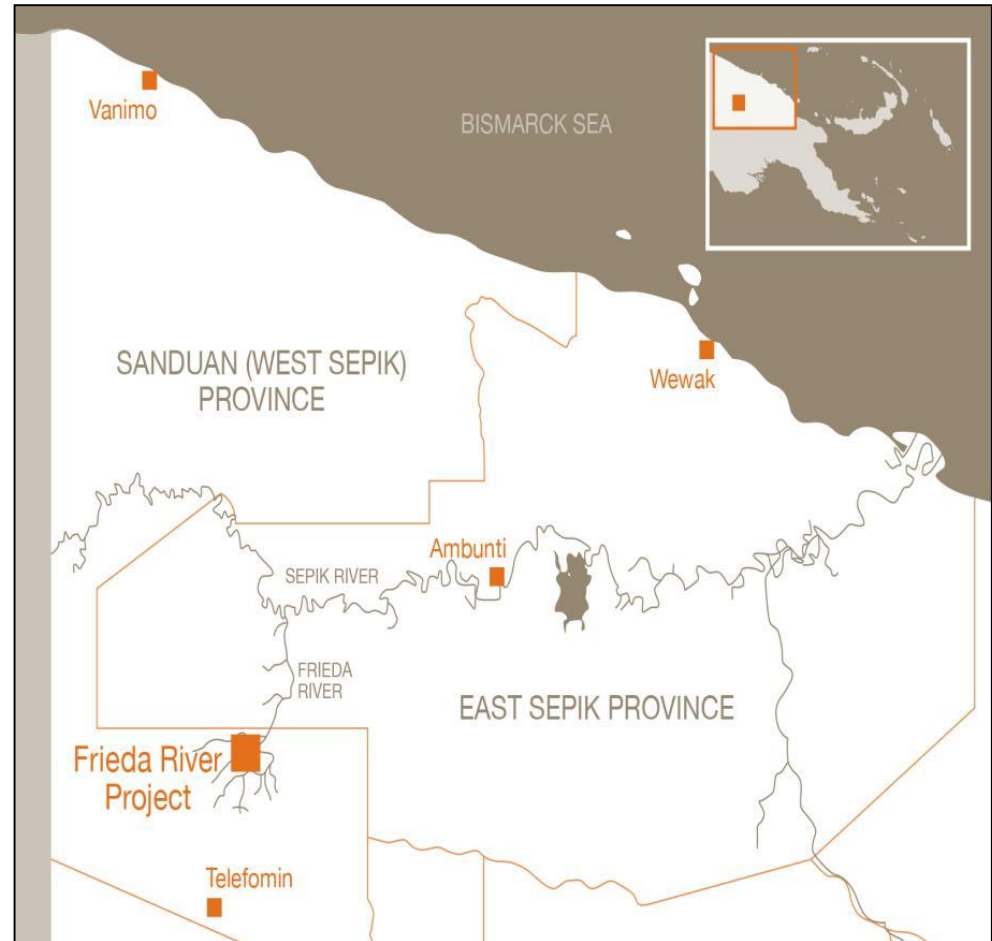 Vanimo
BISMARCK SEA
SANDUAN (WEST SEPIK)
PROVINCE
Wewak
Ambunti
SEPIK RIVER
FRIEDA
RIVER
EAST SEPIK PROVINCE
Frieda River
Project
Telefomin